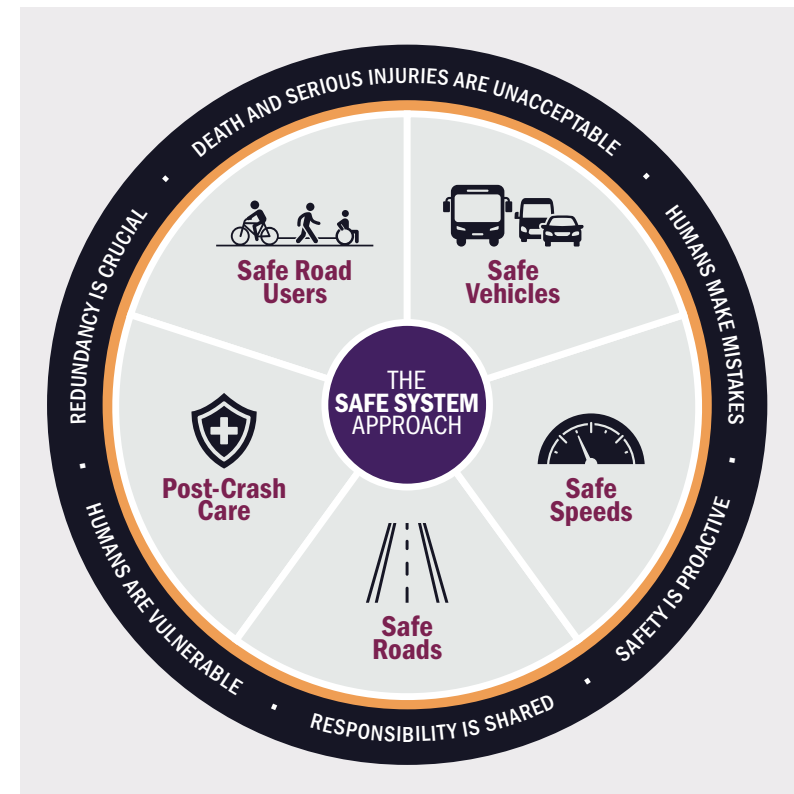 DEATH AND SERIOUS INJURIES ARE UNACCEPTABLE
HUMANS MAKE MISTAKES
SAFETY IS PROACTIVE
RESPONSIBILITY IS SHARED
HUMANS ARE VULNERABLE
REDUNDANCY IS CRUCIAL
Safe Road
Users
Safe
Vehicles
THE
SAFE SYSTEM
APPROACH
Post-Crash
Care
Safe
Speeds
Safe
Roads